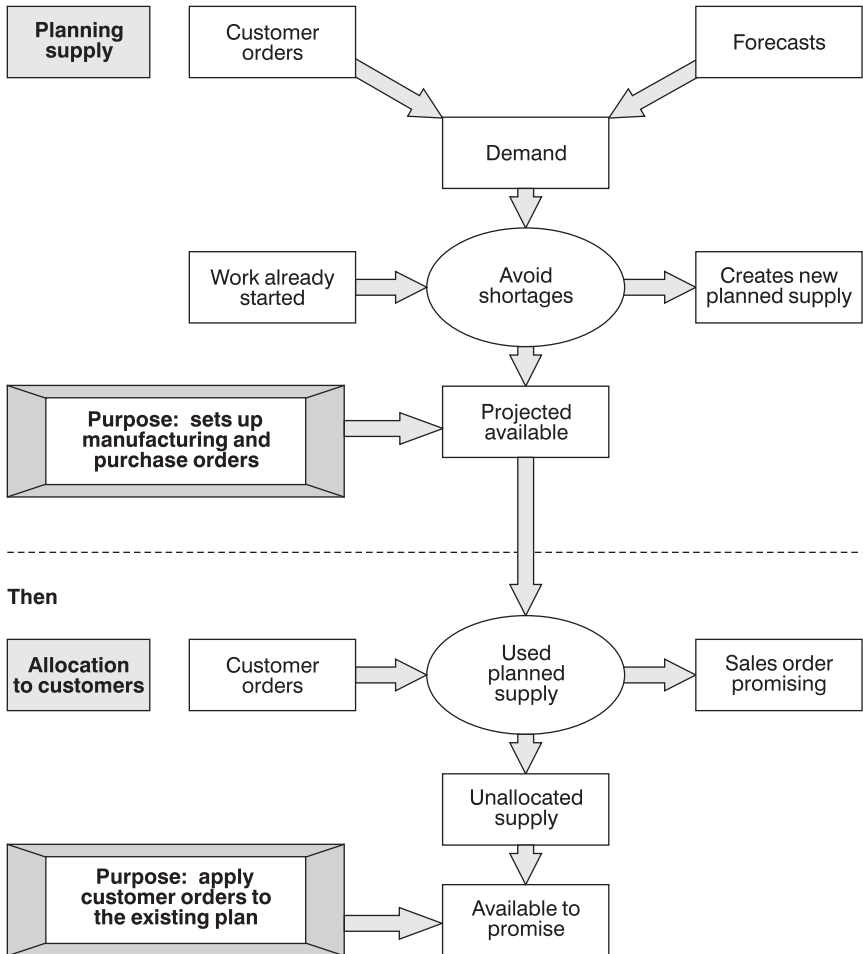 Planning
supply
Customer
orders
Forecasts
Demand
Work already
started
Avoid
shortages
Creates new
planned supply
Purpose: sets up
manufacturing and
purchase orders
Projected
available
Then
Allocation
to customers
Customer
orders
Used
planned
supply
Sales order
promising
Unallocated
supply
Purpose: apply
customer orders to
the existing plan
Available to
promise